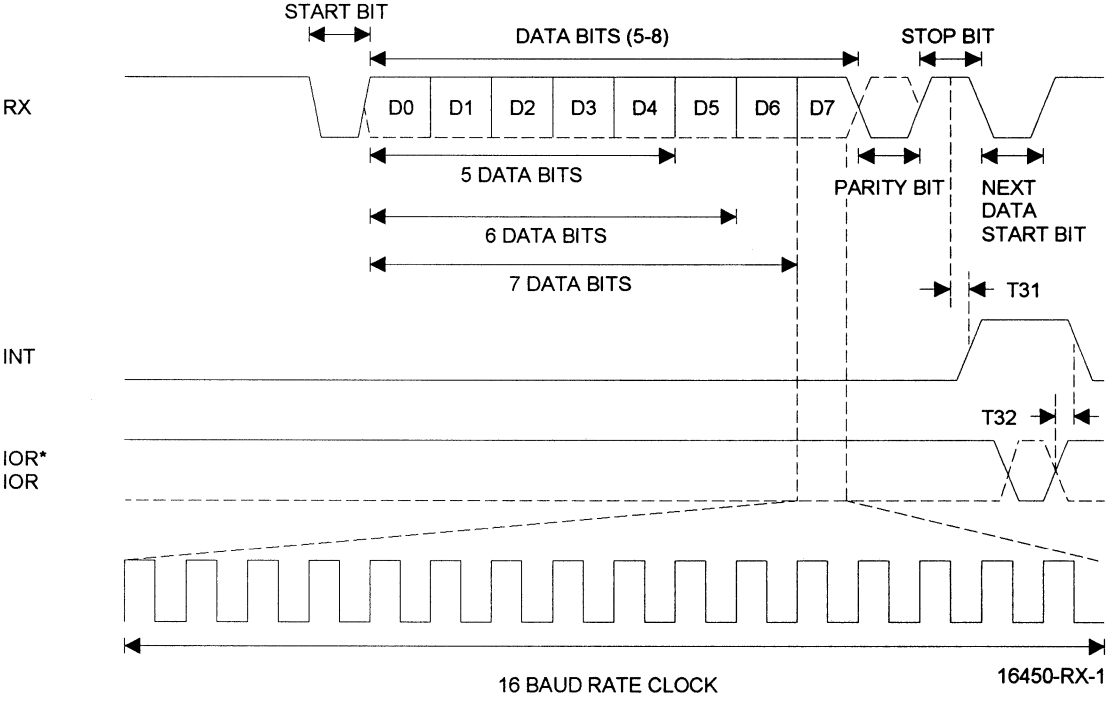 START BIT
DATA BITS (5-8)
STOP BIT
RX
D0 D1 D2 D3 D4 D5 D6 D7
5 DATA BITS
PARITY BIT
NEXT
DATA
START BIT
6 DATA BITS
7 DATA BITS
T31
INT
T32
IOR*
IOR
16 BAUD RATE CLOCK
16450-RX-1